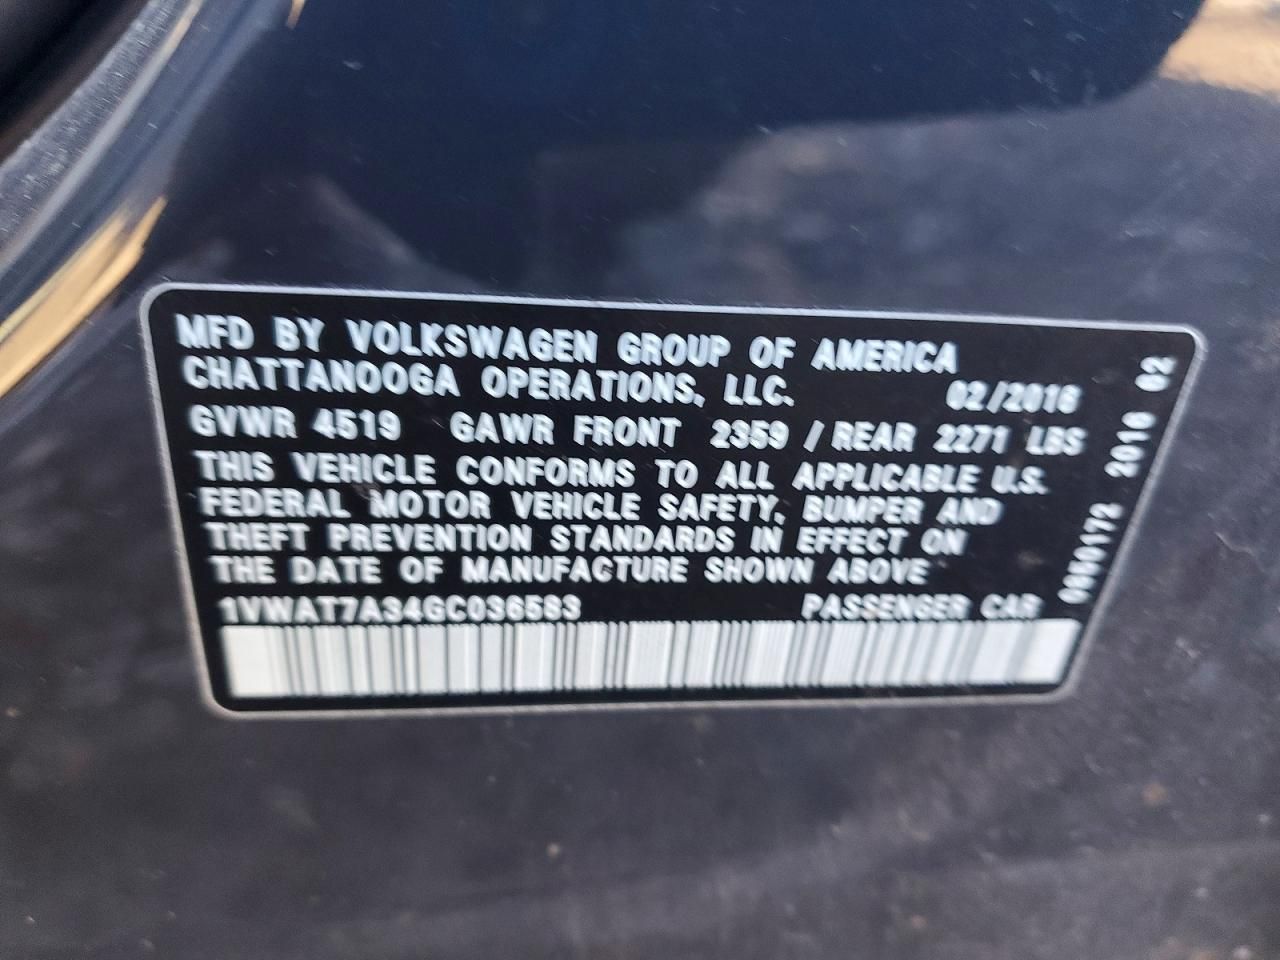 MFD BY VOLKSWAGEN GROUP OF AMERICA
CHATTANOOGA OPERATIONS, LLC. 02/2016
GVWR 4519 GAWR FRONT 2359 / REAR 2271 LBS
THIS VEHICLE CONFORMS TO ALL APPLICABLE U.S.
FEDERAL MOTOR VEHICLE SAFETY, BUMPER AND
THEFT PREVENTION STANDARDS IN EFFECT ON
THE DATE OF MANUFACTURE SHOWN ABOVE
1VWAT7A34GC036583 PASSENGER CAR
0850172 2016 02